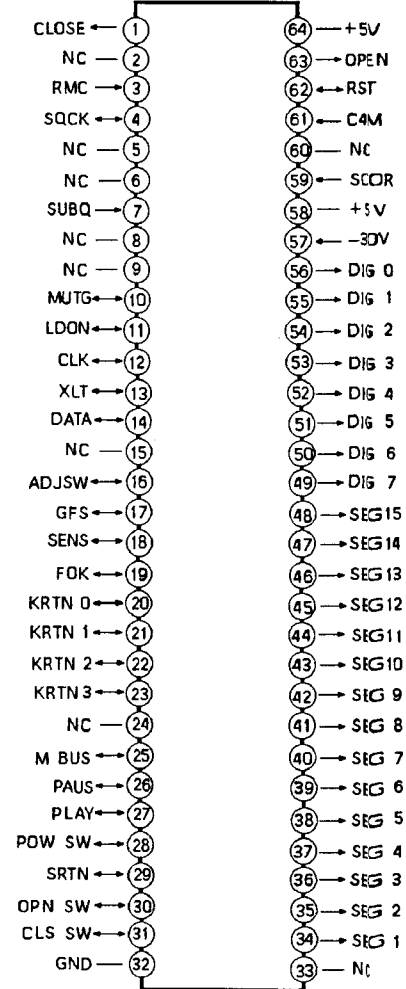 CLOSE 1 64 +5V
NC 2 63 OPEN
RMC 3 62 RST
SQCK 4 61 C4M
NC 5 60 NC
NC 6 59 SCOR
SUBQ 7 58 +5V
NC 8 57 -30V
NC 9 56 DIG 0
MUTG 10 55 DIG 1
LDON 11 54 DIG 2
CLK 12 53 DIG 3
XLT 13 52 DIG 4
DATA 14 51 DIG 5
NC 15 50 DIG 6
ADJSW 16 49 DIG 7
GFS 17 48 SEG15
SENS 18 47 SEG14
FOK 19 46 SEG13
KRTN 0 20 45 SEG12
KRTN 1 21 44 SEG11
KRTN 2 22 43 SEG10
KRTN 3 23 42 SEG 9
NC 24 41 SEG 8
M BUS 25 40 SEG 7
PAUS 26 39 SEG 6
PLAY 27 38 SEG 5
POW SW 28 37 SEG 4
SRTN 29 36 SEG 3
OPN SW 30 35 SEG 2
CLS SW 31 34 SEG 1
GND 32 33 NC